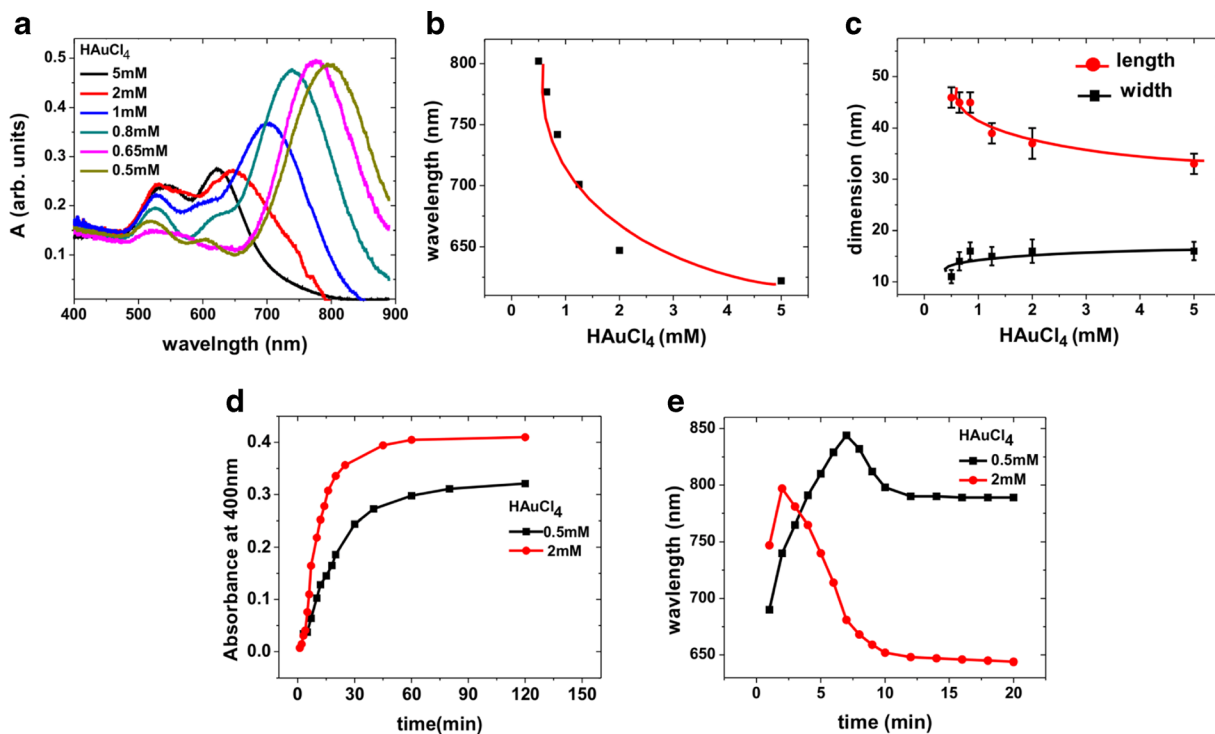 a
HAuCl4
5mM
2mM
1mM
0.8mM
0.65mM
0.5mM
A (arb. units)
0.5
0.4
0.3
0.2
0.1
400 500 600 700 800 900
wavelngth (nm)
b
wavelength (nm)
800
750
700
650
0 1 2 3 4 5
HAuCl4 (mM)
c
length
width
dimension (nm)
50
40
30
20
10
0 1 2 3 4 5
HAuCl4 (mM)
d
Absorbance at 400nm
0.4
0.3
0.2
0.1
0.0
HAuCl4
0.5mM
2mM
0 30 60 90 120 150
time(min)
e
wavlength (nm)
850
800
750
700
650
HAuCl4
0.5mM
2mM
0 5 10 15 20
time (min)